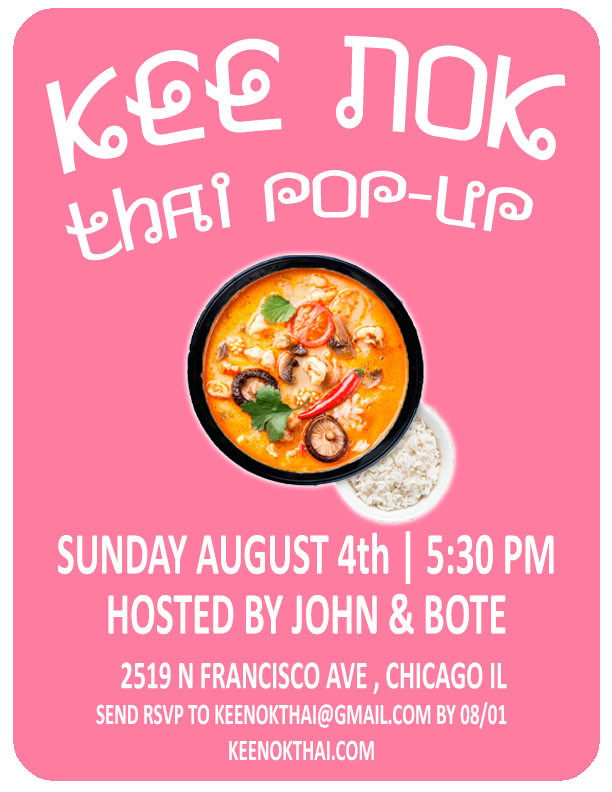 KEE NOK
thai pop-up
SUNDAY AUGUST 4th | 5:30 PM
HOSTED BY JOHN & BOTE
2519 N FRANCISCO AVE , CHICAGO IL
SEND RSVP TO KEENOKTHAI@GMAIL.COM BY 08/01
KEENOKTHAI.COM